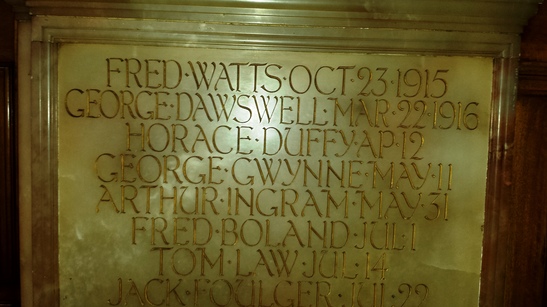 FRED·WATTS·OCT·23·1915
GEORGE·DAWSWELL·MAR·22·1916
HORACE·DUFFY·AP·12
GEORGE·GWYNNE·MAY·11
ARTHUR·INGRAM·MAY·31
FRED·BOLAND·JUL·1
TOM·LAW·JUL·14
JACK·FOULGER·JUL·22